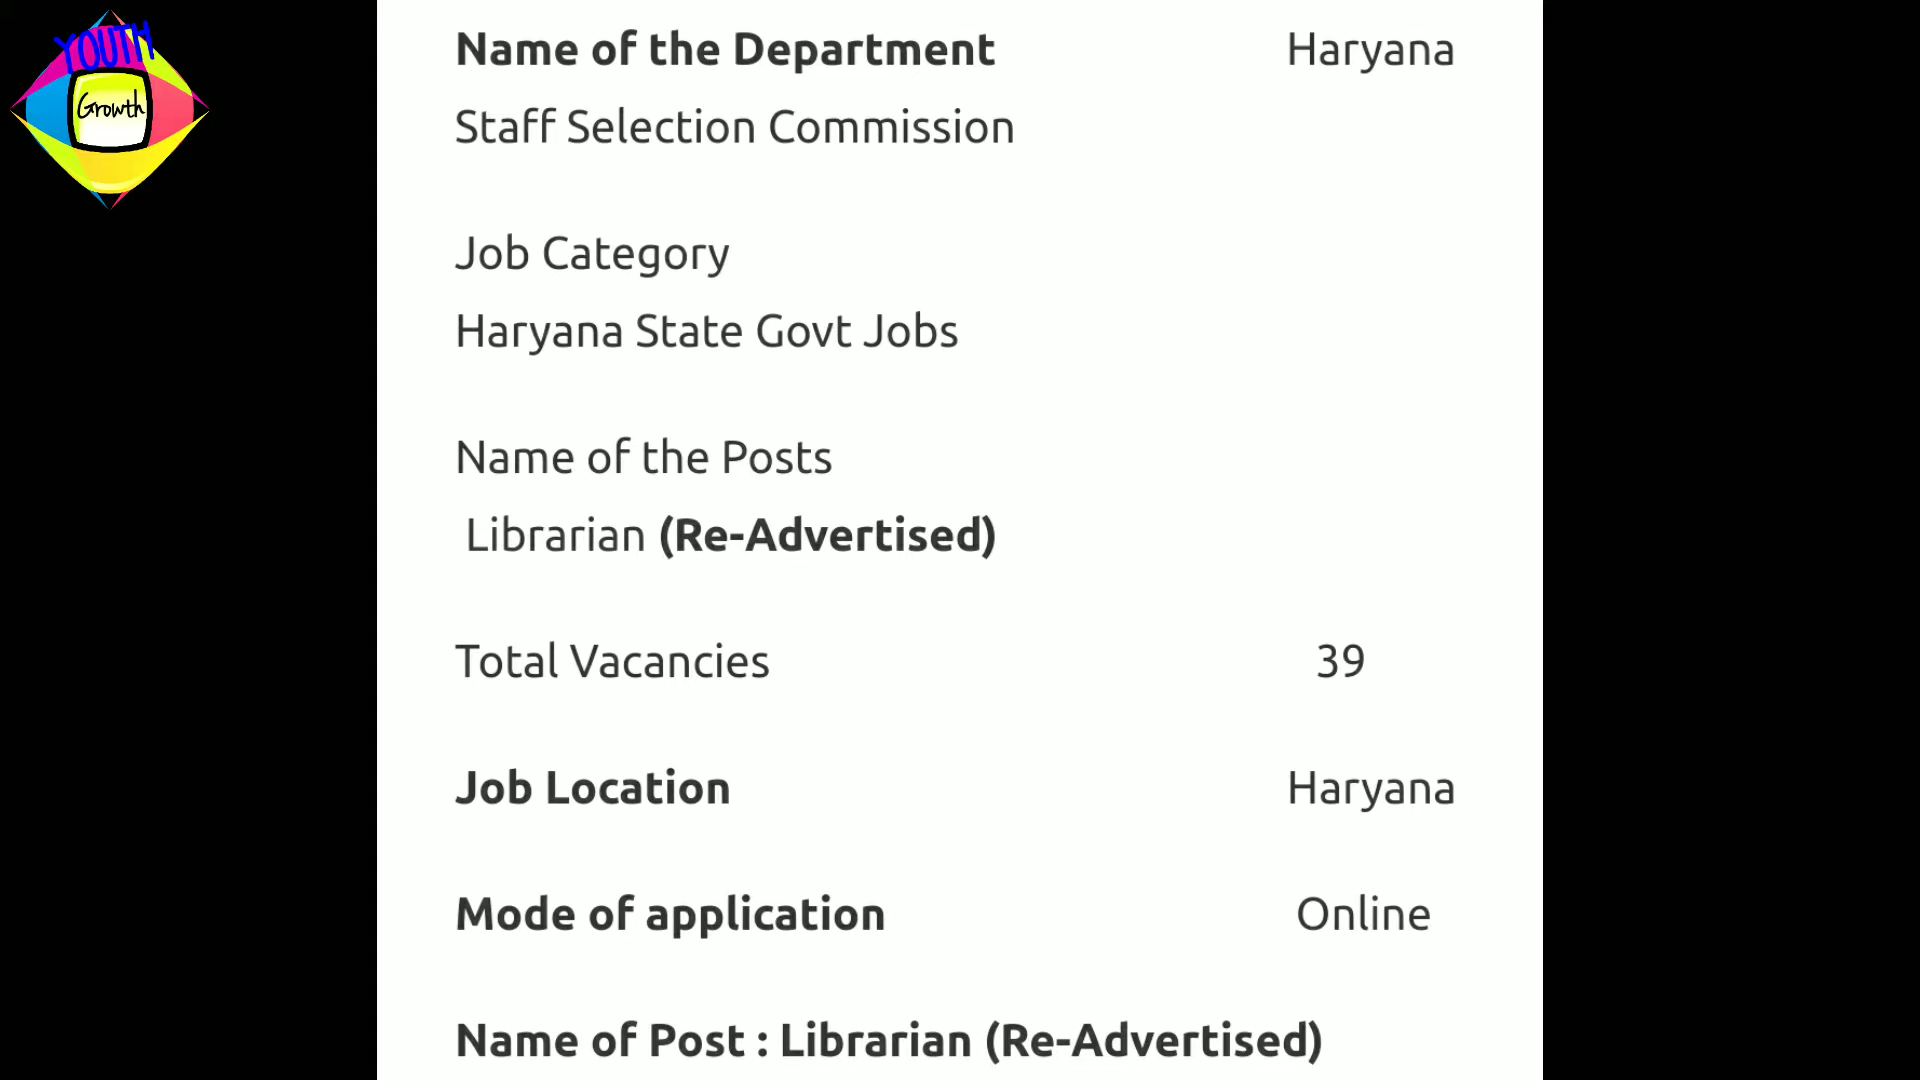 YOUTH
Growth
Name of the Department Haryana
Staff Selection Commission
Job Category
Haryana State Govt Jobs
Name of the Posts
Librarian (Re-Advertised)
Total Vacancies 39
Job Location Haryana
Mode of application Online
Name of Post : Librarian (Re-Advertised)